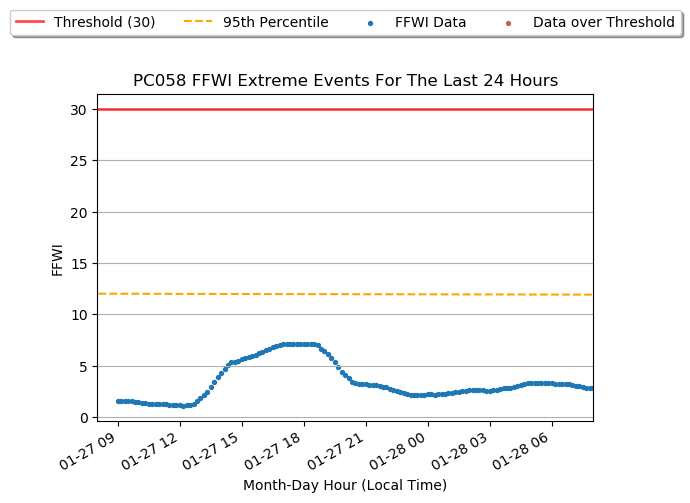 Threshold (30) 95th Percentile FFWI Data Data over Threshold
PC058 FFWI Extreme Events For The Last 24 Hours
30
25
20
15
10
5
0
FFWI
01-27 09 01-27 12 01-27 15 01-27 18 01-27 21 01-28 00 01-28 03 01-28 06
Month-Day Hour (Local Time)